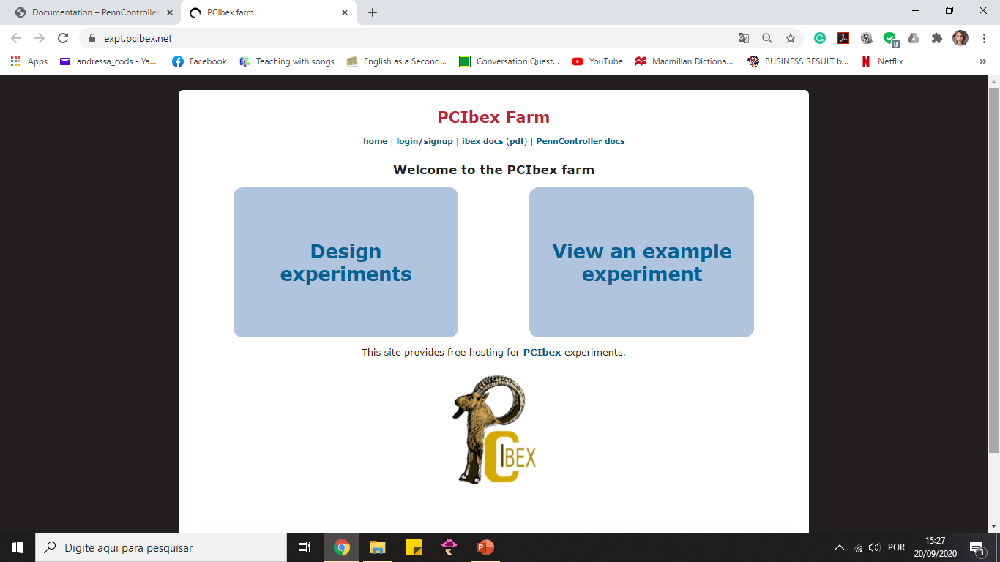 Documentation – PennController
PCIbex farm
expt.pcibex.net
0
Apps
andressa_cods - Ya...
Facebook
Teaching with songs
English as a Second...
Conversation Quest...
YouTube
Macmillan Dictiona...
BUSINESS RESULT b...
Netflix
»
PCIbex Farm
home | login/signup | ibex docs (pdf) | PennController docs
Welcome to the PCIbex farm
Design
experiments
View an example
experiment
This site provides free hosting for PCIbex experiments.
PCIBEX
Digite aqui para pesquisar
POR
15:27
20/09/2020
3